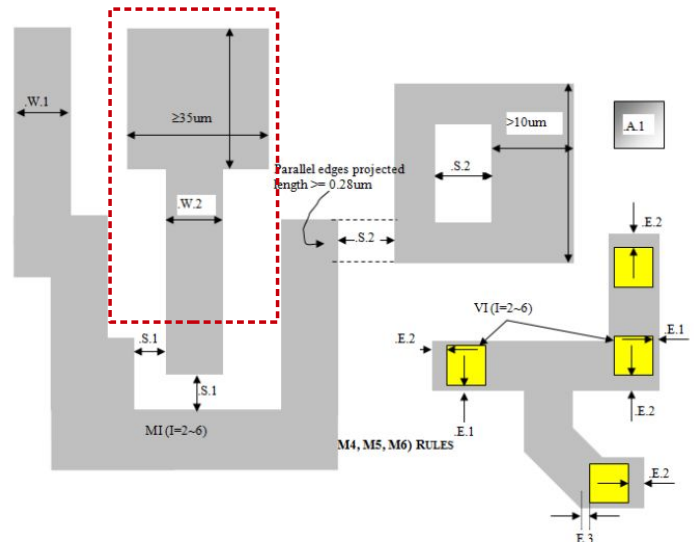 .W.1
≥35um
>10um
.A.1
Parallel edges projected
length >= 0.28um
.S.2
.W.2
.S.2
.E.2
VI (I=2~6)
.E.2
.E.1
.S.1
.S.1
.E.2
MI (I=2~6)
.E.1
M4, M5, M6) RULES
.E.2
E.3